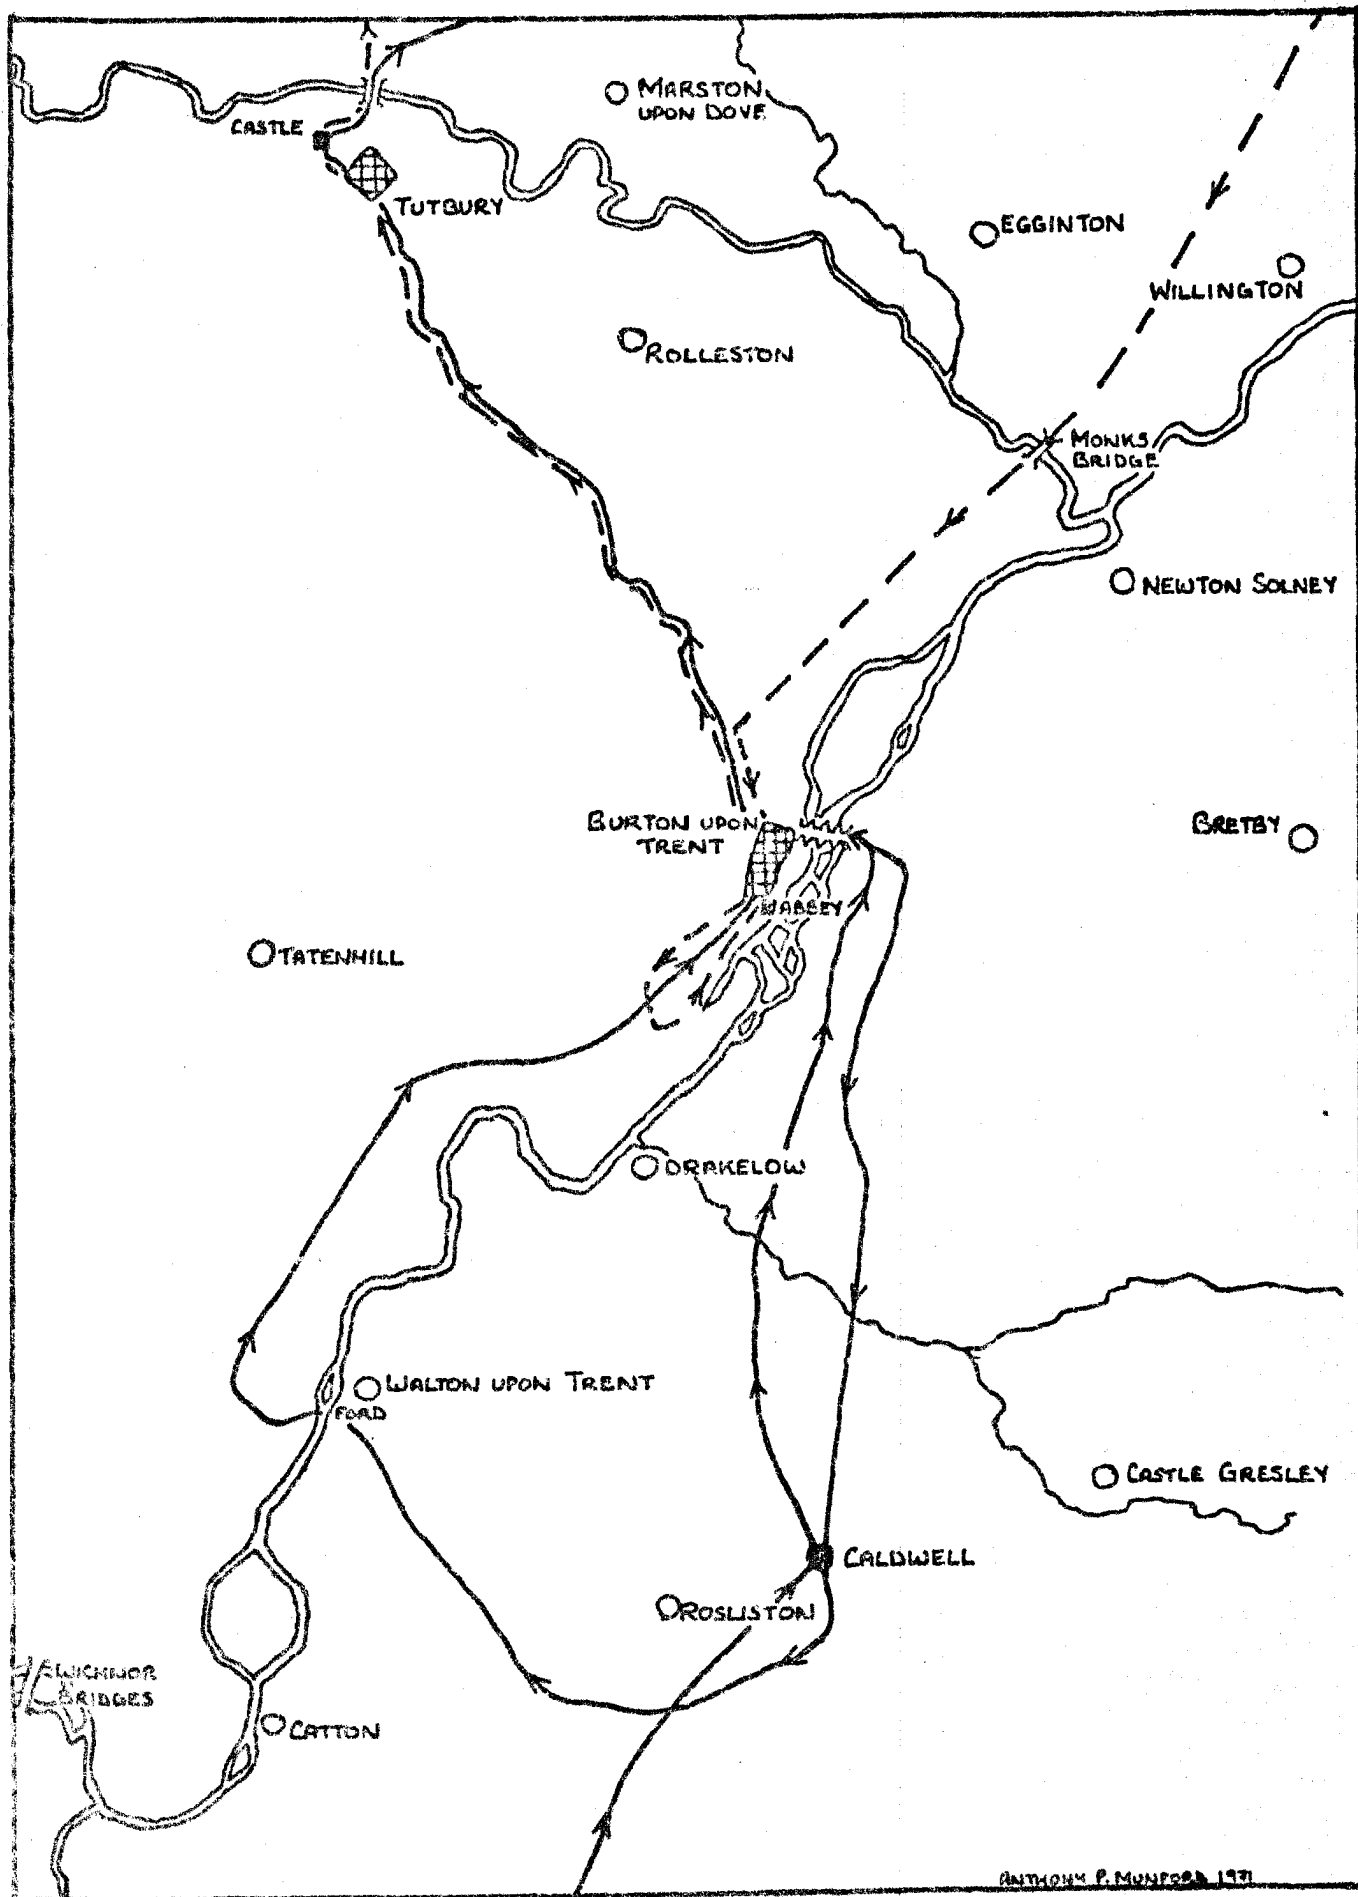 MARSTON
UPON DOVE
CASTLE
TUTBURY
EGGINTON
WILLINGTON
ROLLESTON
MONKS
BRIDGE
NEWTON SOLNEY
BURTON UPON
TRENT
BRETBY
ABBEY
TATENHILL
DRAKELOW
WALTON UPON TRENT
FORD
CASTLE GRESLEY
CALDWELL
ROSLISTON
WICHNOR
BRIDGES
CATTON
ANTHONY P. MUNFORD 1971